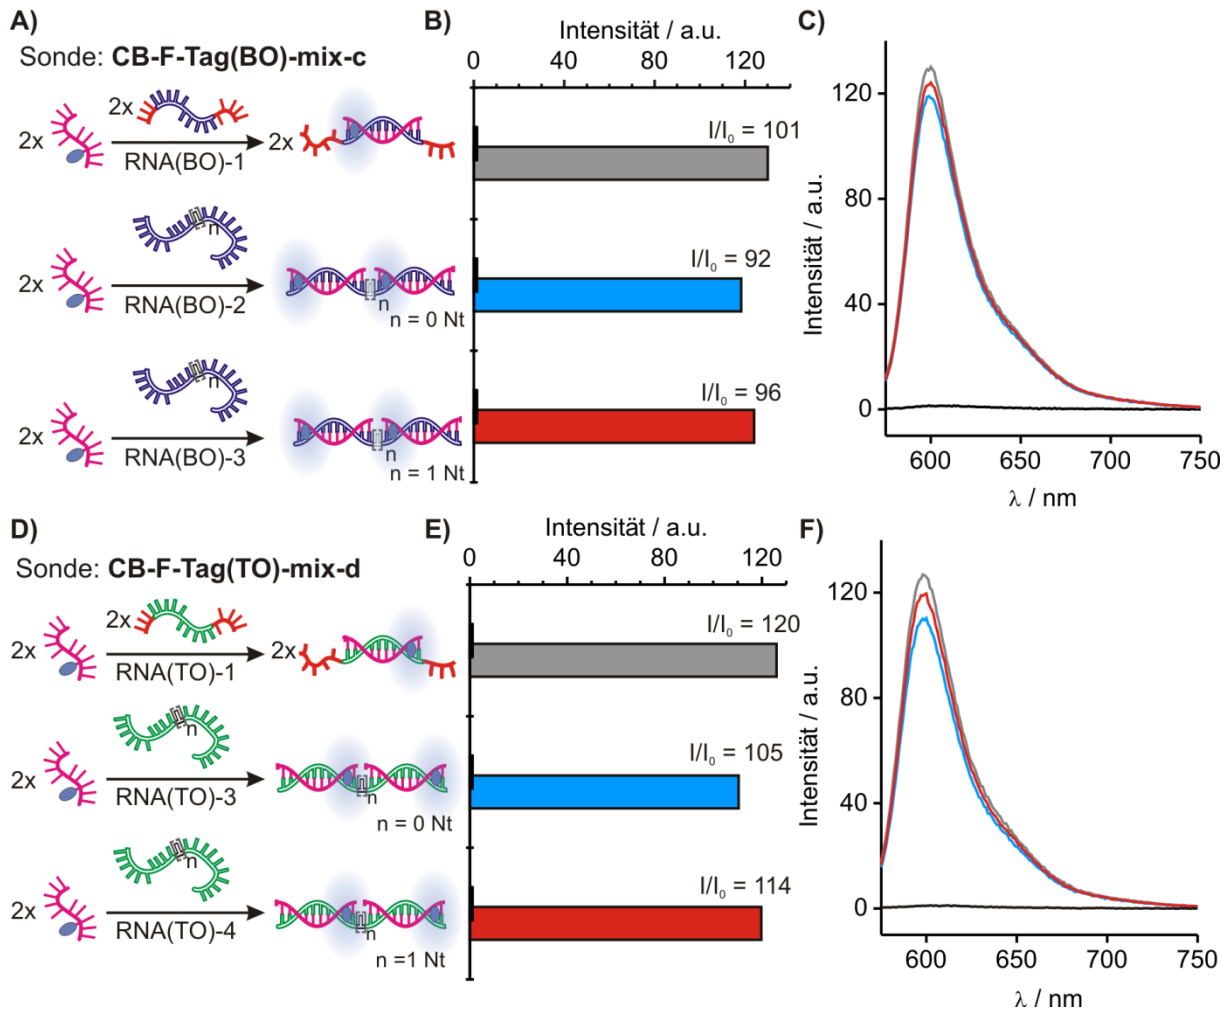 A)
Sonde: CB-F-Tag(BO)-mix-c
2x
2x
RNA(BO)-1
2x
n
2x
RNA(BO)-2
n
n = 0 Nt
n
2x
RNA(BO)-3
n
n = 1 Nt
B)
Intensität / a.u.
0 40 80 120
I/I0 = 101
I/I0 = 92
I/I0 = 96
C)
Intensität / a.u.
120
80
40
0
600 650 700 750
λ / nm
D)
Sonde: CB-F-Tag(TO)-mix-d
2x
2x
RNA(TO)-1
2x
n
2x
RNA(TO)-3
n
n = 0 Nt
n
2x
RNA(TO)-4
n
n =1 Nt
E)
Intensität / a.u.
0 40 80 120
I/I0 = 120
I/I0 = 105
I/I0 = 114
F)
Intensität / a.u.
120
80
40
0
600 650 700 750
λ / nm